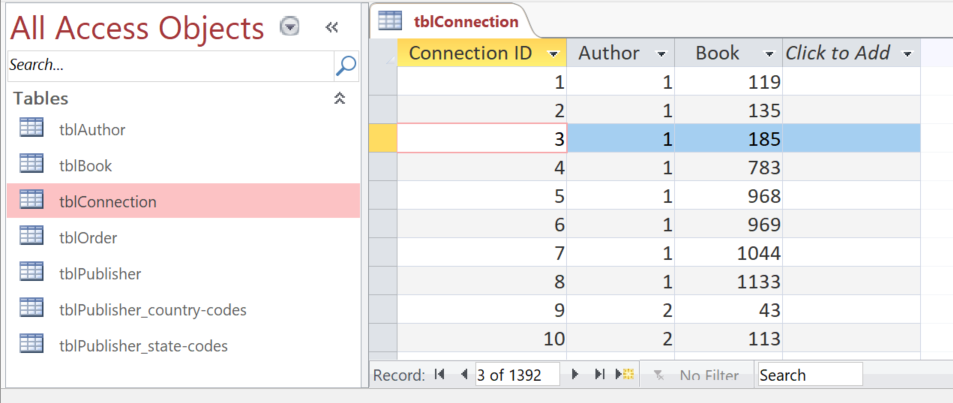 All Access Objects
Search...
Tables
tblAuthor
tblBook
tblConnection
tblOrder
tblPublisher
tblPublisher_country-codes
tblPublisher_state-codes
tblConnection
Connection ID Author Book Click to Add
1 1 119
2 1 135
3 1 185
4 1 783
5 1 968
6 1 969
7 1 1044
8 1 1133
9 2 43
10 2 113
Record: 3 of 1392 No Filter Search